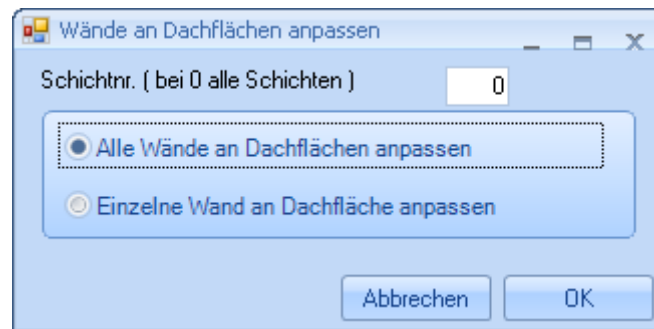 Wände an Dachflächen anpassen
Schichtnr. ( bei 0 alle Schichten ) 0
Alle Wände an Dachflächen anpassen
Einzelne Wand an Dachfläche anpassen
Abbrechen OK